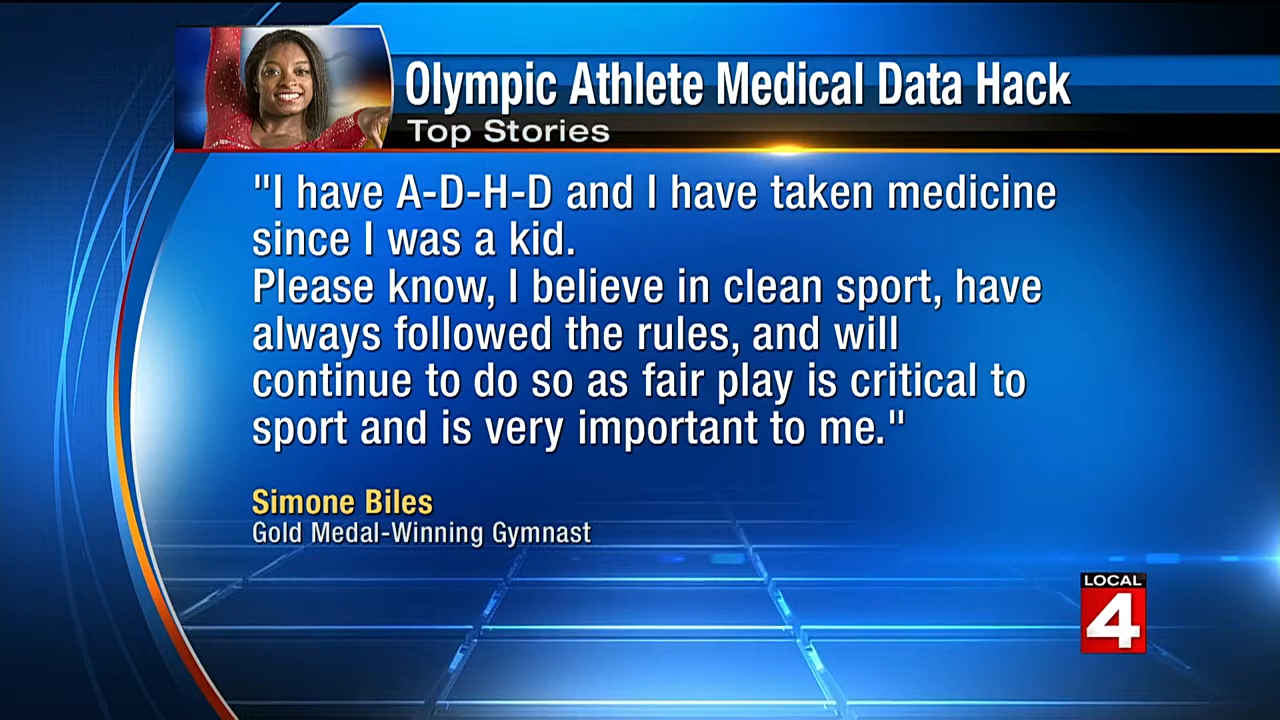 Olympic Athlete Medical Data Hack
Top Stories
"I have A-D-H-D and I have taken medicine
since I was a kid.
Please know, I believe in clean sport, have
always followed the rules, and will
continue to do so as fair play is critical to
sport and is very important to me."
Simone Biles
Gold Medal-Winning Gymnast
LOCAL
4